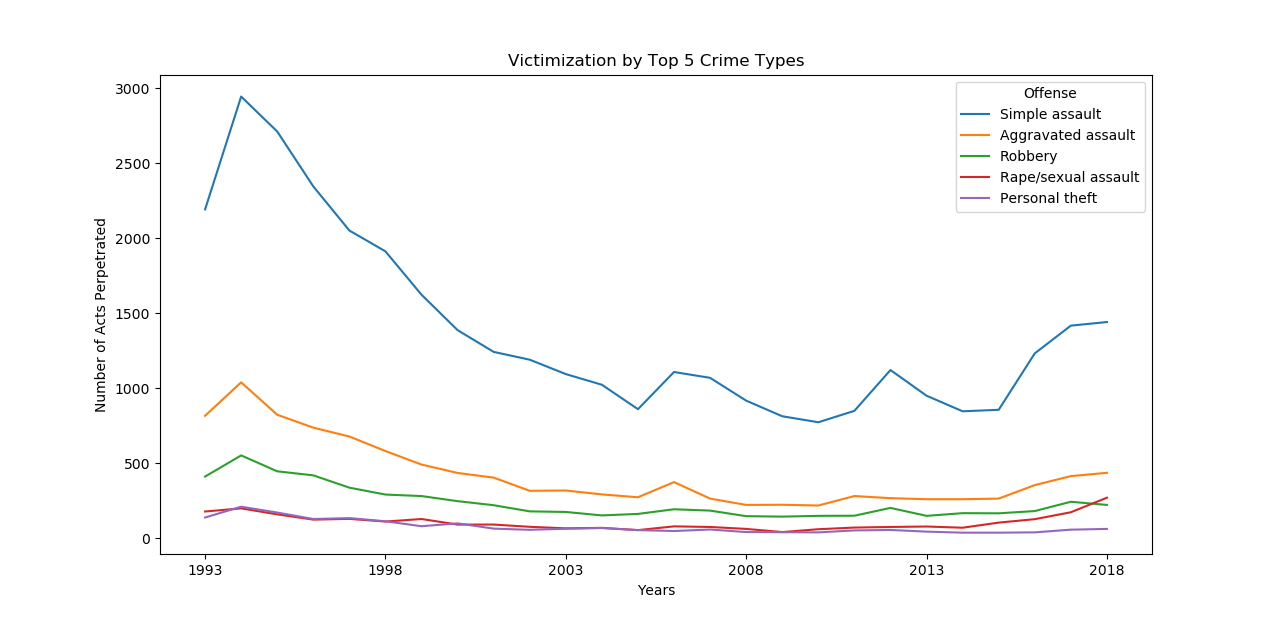 Victimization by Top 5 Crime Types
Number of Acts Perpetrated
3000
2500
2000
1500
1000
500
0
Offense
Simple assault
Aggravated assault
Robbery
Rape/sexual assault
Personal theft
1993 1998 2003 2008 2013 2018
Years